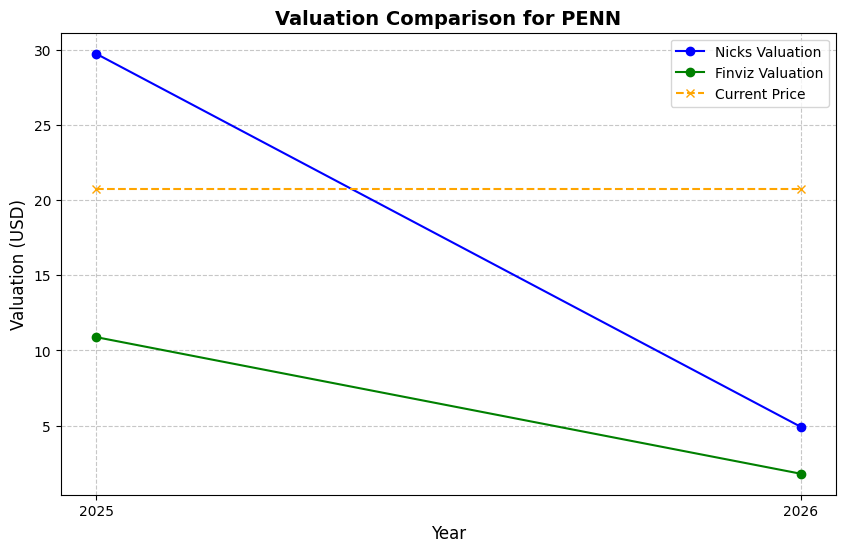 Valuation Comparison for PENN
Nicks Valuation
Finviz Valuation
Current Price
Valuation (USD)
30
25
20
15
10
5
2025
2026
Year